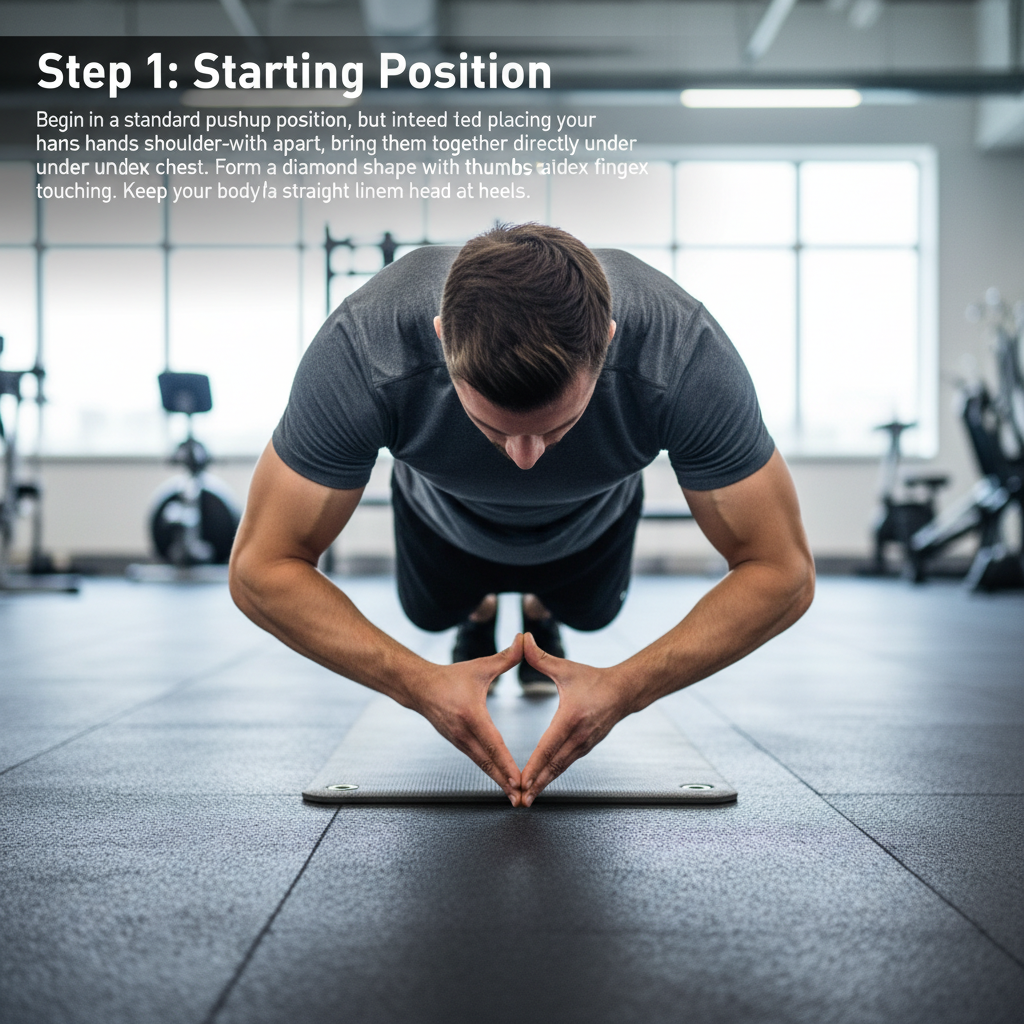 Step 1: Starting Position
Begin in a standard pushup position, but inteed ted placing your
hans hands shoulder-with apart, bring them together directly under
under undex chest. Form a diamond shape with thumbs aidex fingex
touching. Keep your body/a straight linem head at heels.